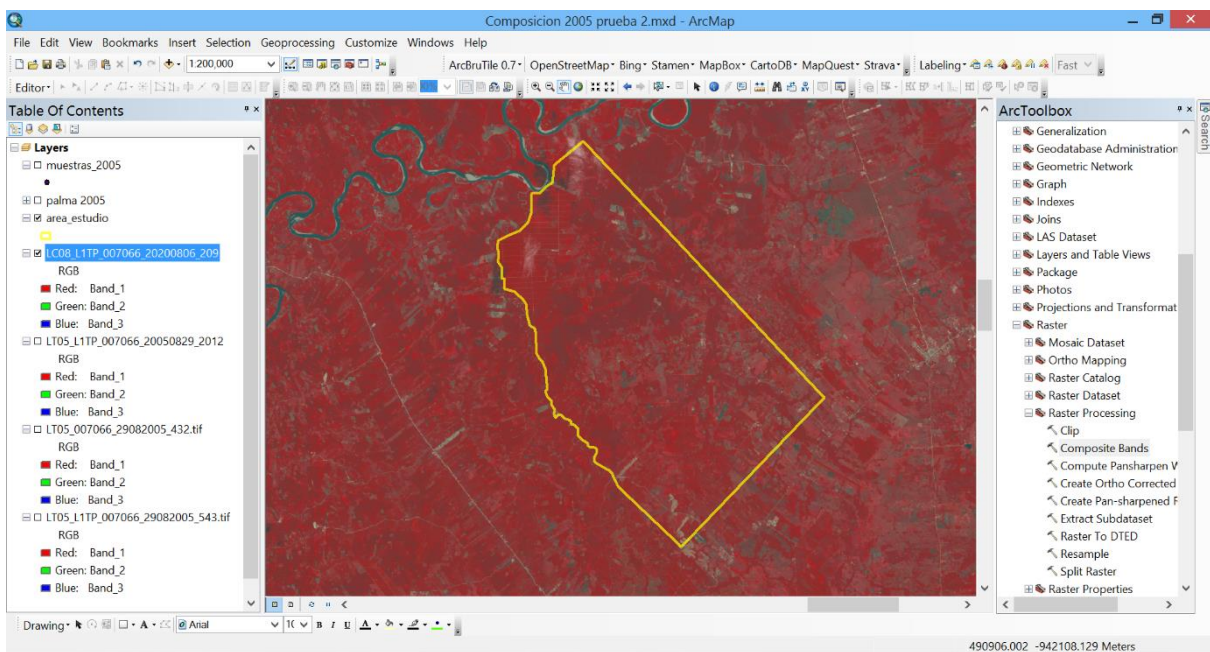 Composicion 2005 prueba 2.mxd - ArcMap
File Edit View Bookmarks Insert Selection Geoprocessing Customize Windows Help
1:200,000
ArcBruTile 0.7 OpenStreetMap Bing Stamen MapBox CartoDB MapQuest Strava
Labeling
Fast
Editor
Table Of Contents
Layers
muestras_2005
palma 2005
area_estudio
LC08_L1TP_007066_20200806_209
RGB
Red: Band_1
Green: Band_2
Blue: Band_3
LT05_L1TP_007066_20050829_2012
RGB
Red: Band_1
Green: Band_2
Blue: Band_3
LT05_007066_29082005_432.tif
RGB
Red: Band_1
Green: Band_2
Blue: Band_3
LT05_L1TP_007066_29082005_543.tif
RGB
Red: Band_1
Green: Band_2
Blue: Band_3
ArcToolbox
Generalization
Geodatabase Administration
Geometric Network
Graph
Indexes
Joins
LAS Dataset
Layers and Table Views
Package
Photos
Projections and Transformat
Raster
Mosaic Dataset
Ortho Mapping
Raster Catalog
Raster Dataset
Raster Processing
Clip
Composite Bands
Compute Pansharpen W
Create Ortho Corrected
Create Pan-sharpened R
Extract Subdataset
Raster To DTED
Resample
Split Raster
Raster Properties
Search
Drawing
A
Arial
B I U A
490906.002 -942108.129 Meters